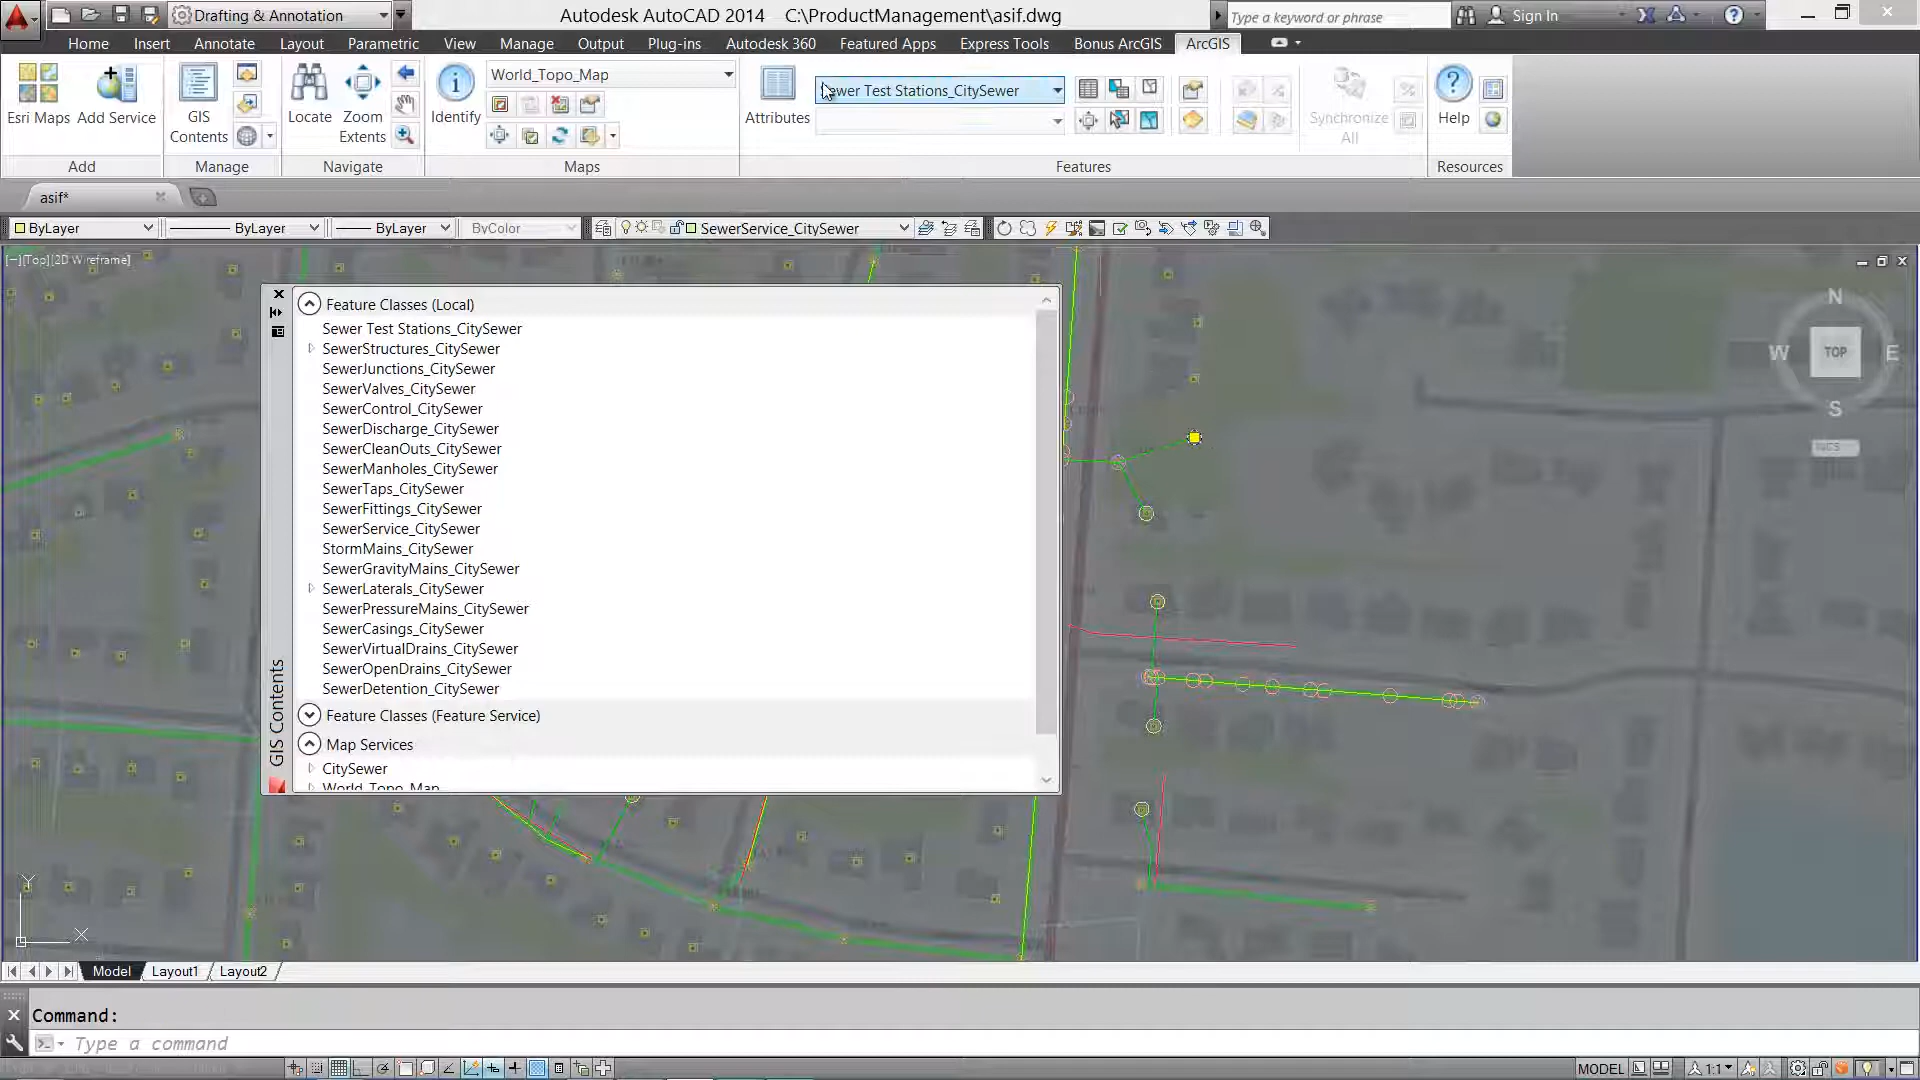 Drafting & Annotation
Autodesk AutoCAD 2014 C:\ProductManagement\asif.dwg
Type a keyword or phrase
Sign In
Home Insert Annotate Layout Parametric View Manage Output Plug-ins Autodesk 360 Featured Apps Express Tools Bonus ArcGIS ArcGIS
World_Topo_Map
Sewer Test Stations_CitySewer
Esri Maps Add Service GIS Contents Locate Zoom Extents Identify Attributes Synchronize All Help
Add Manage Navigate Maps Features Resources
asif*
ByLayer ByLayer ByLayer ByColor SewerService_CitySewer
[−][Top][2D Wireframe]
N
W TOP E
S
WCS
GIS Contents
Feature Classes (Local)
Sewer Test Stations_CitySewer
SewerStructures_CitySewer
SewerJunctions_CitySewer
SewerValves_CitySewer
SewerControl_CitySewer
SewerDischarge_CitySewer
SewerCleanOuts_CitySewer
SewerManholes_CitySewer
SewerTaps_CitySewer
SewerFittings_CitySewer
SewerService_CitySewer
StormMains_CitySewer
SewerGravityMains_CitySewer
SewerLaterals_CitySewer
SewerPressureMains_CitySewer
SewerCasings_CitySewer
SewerVirtualDrains_CitySewer
SewerOpenDrains_CitySewer
SewerDetention_CitySewer
Feature Classes (Feature Service)
Map Services
CitySewer
World_Topo_Map
Y
X
Model Layout1 Layout2
Command:
Type a command
MODEL 1:1